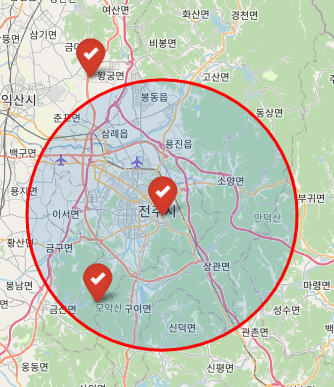 여산면
화산면
경천면
삼기면
금마
비봉면
왕궁면
고산면
익산시
봉동읍
동상면
춘포면
삼례읍
용진읍
백구면
소양면
용지면
부귀면
이서면
전주시
만덕산
황산면
금구면
상관면
마령면
봉남면
금산면
모악산
구이면
성수면
신덕면
관촌면
옹동면
신평면